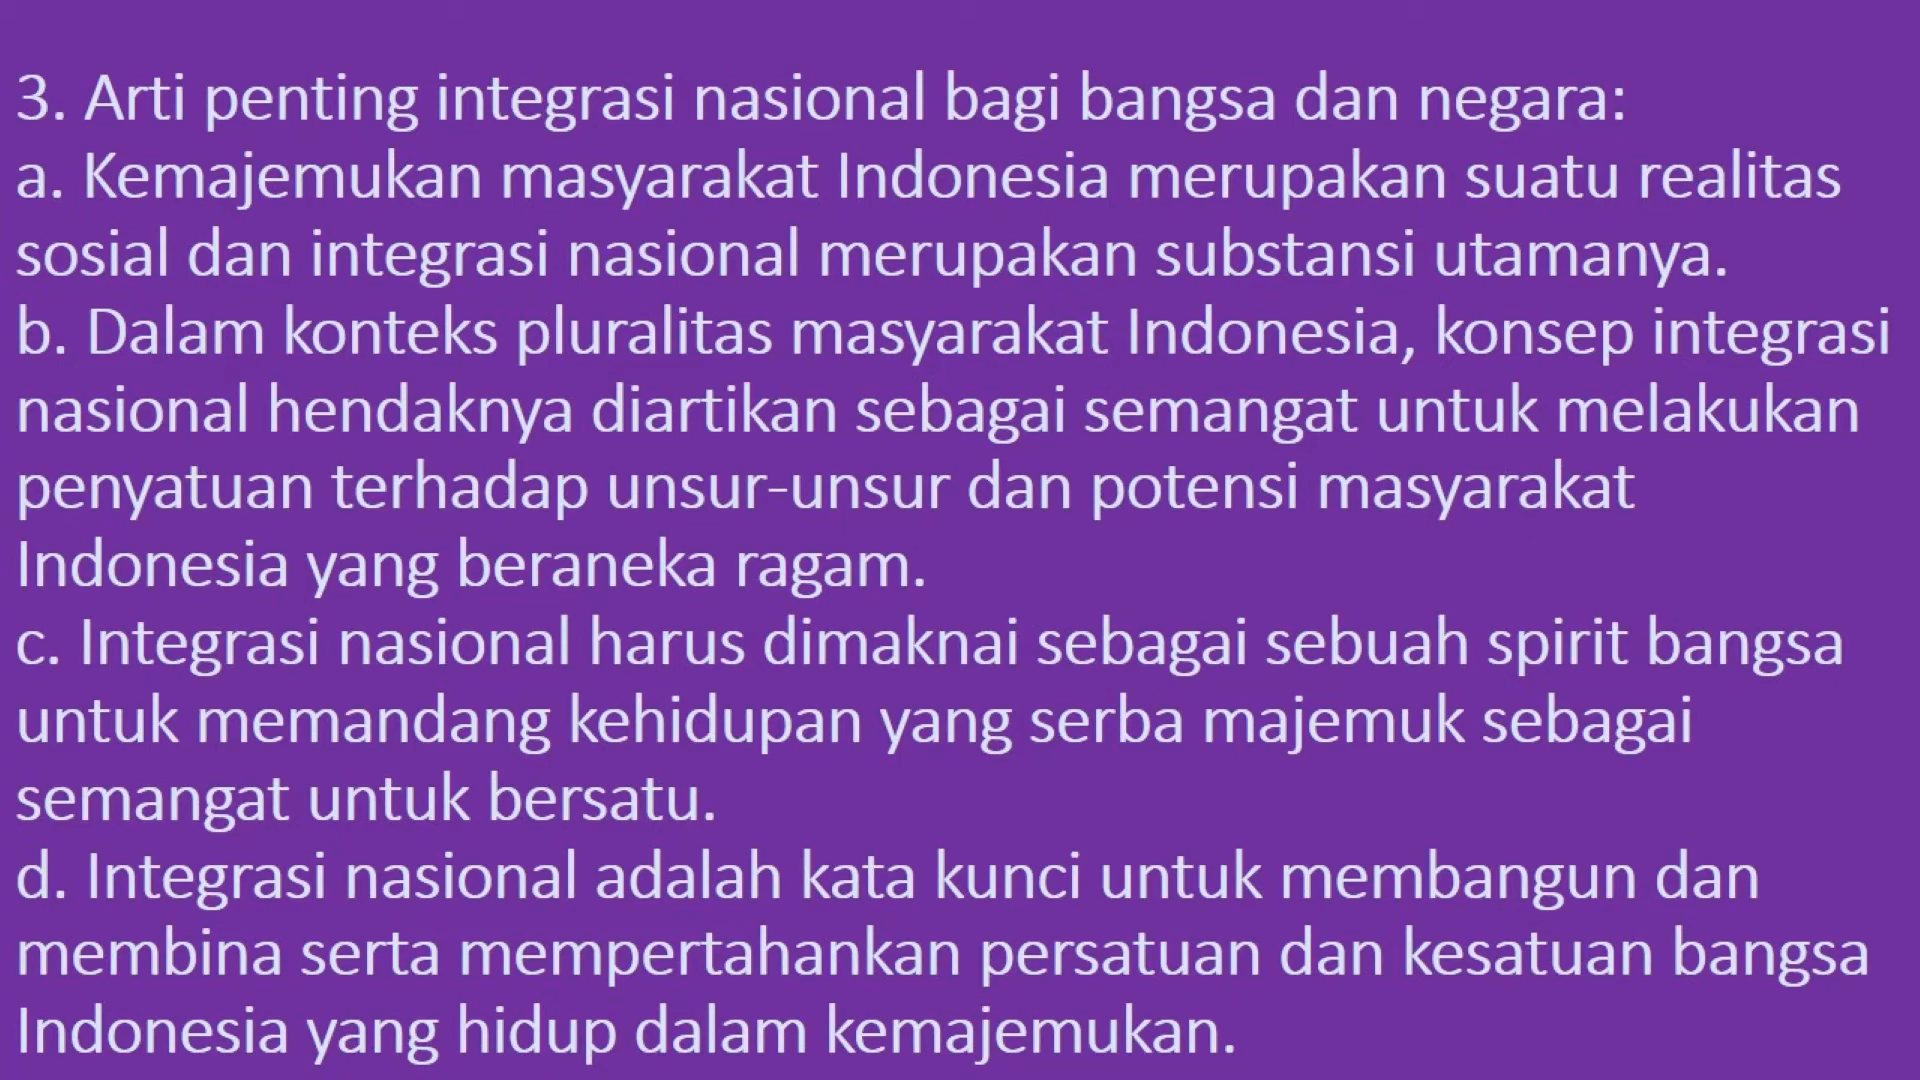 3. Arti penting integrasi nasional bagi bangsa dan negara:
a. Kemajemukan masyarakat Indonesia merupakan suatu realitas
sosial dan integrasi nasional merupakan substansi utamanya.
b. Dalam konteks pluralitas masyarakat Indonesia, konsep integrasi
nasional hendaknya diartikan sebagai semangat untuk melakukan
penyatuan terhadap unsur-unsur dan potensi masyarakat
Indonesia yang beraneka ragam.
c. Integrasi nasional harus dimaknai sebagai sebuah spirit bangsa
untuk memandang kehidupan yang serba majemuk sebagai
semangat untuk bersatu.
d. Integrasi nasional adalah kata kunci untuk membangun dan
membina serta mempertahankan persatuan dan kesatuan bangsa
Indonesia yang hidup dalam kemajemukan.